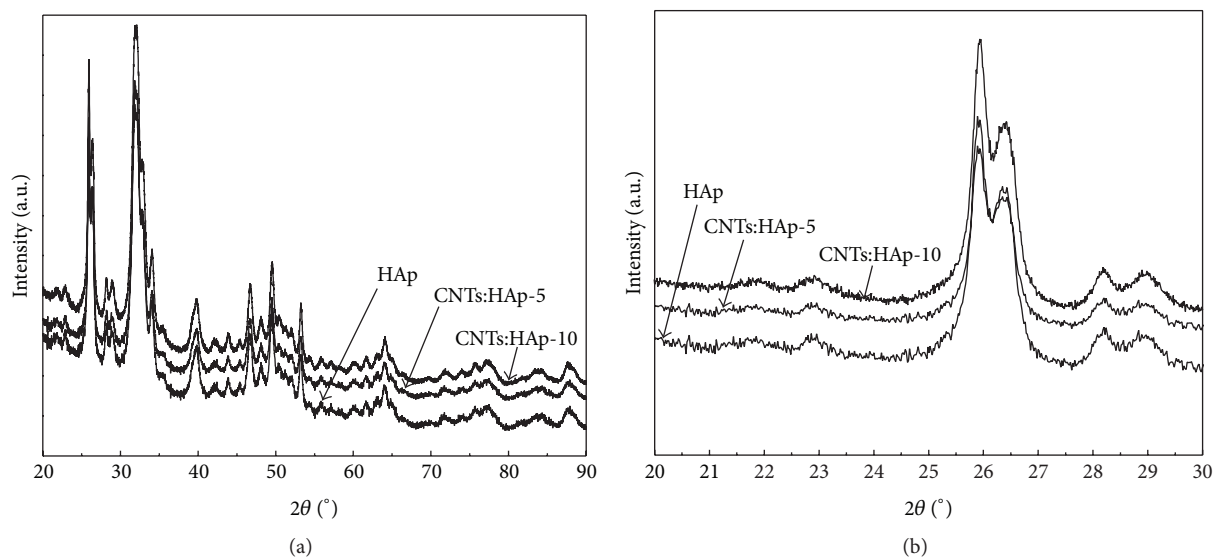 Intensity (a.u.)
HAp
CNTs:HAp-5
CNTs:HAp-10
20 30 40 50 60 70 80 90
2θ (°)
(a)
Intensity (a.u.)
HAp
CNTs:HAp-5
CNTs:HAp-10
20 21 22 23 24 25 26 27 28 29 30
2θ (°)
(b)